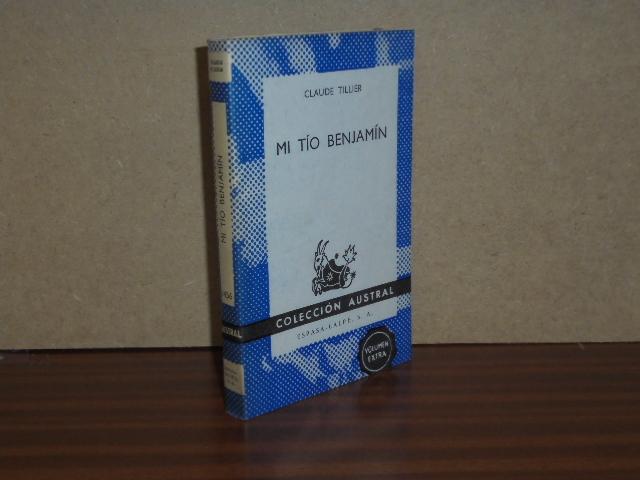 CLAUDE TILLIER
MI TÍO BENJAMÍN
COLECCIÓN AUSTRAL
ESPASA-CALPE, S. A.
VOLUMEN
EXTRA
MI TÍO BENJAMÍN
AUSTRAL